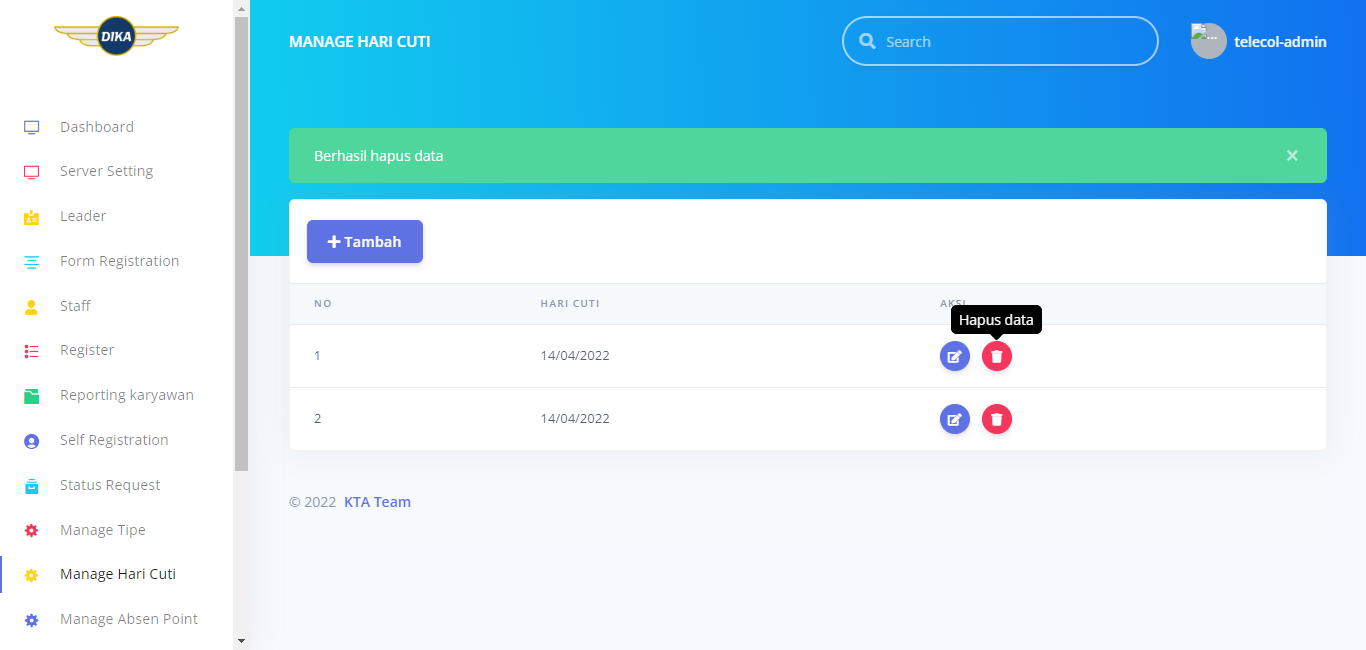 DIKA
Dashboard
Server Setting
Leader
Form Registration
Staff
Register
Reporting karyawan
Self Registration
Status Request
Manage Tipe
Manage Hari Cuti
Manage Absen Point
MANAGE HARI CUTI
Search
telecol-admin
Berhasil hapus data
×
Tambah
NO HARI CUTI AKSI
Hapus data
1 14/04/2022
2 14/04/2022
© 2022 KTA Team